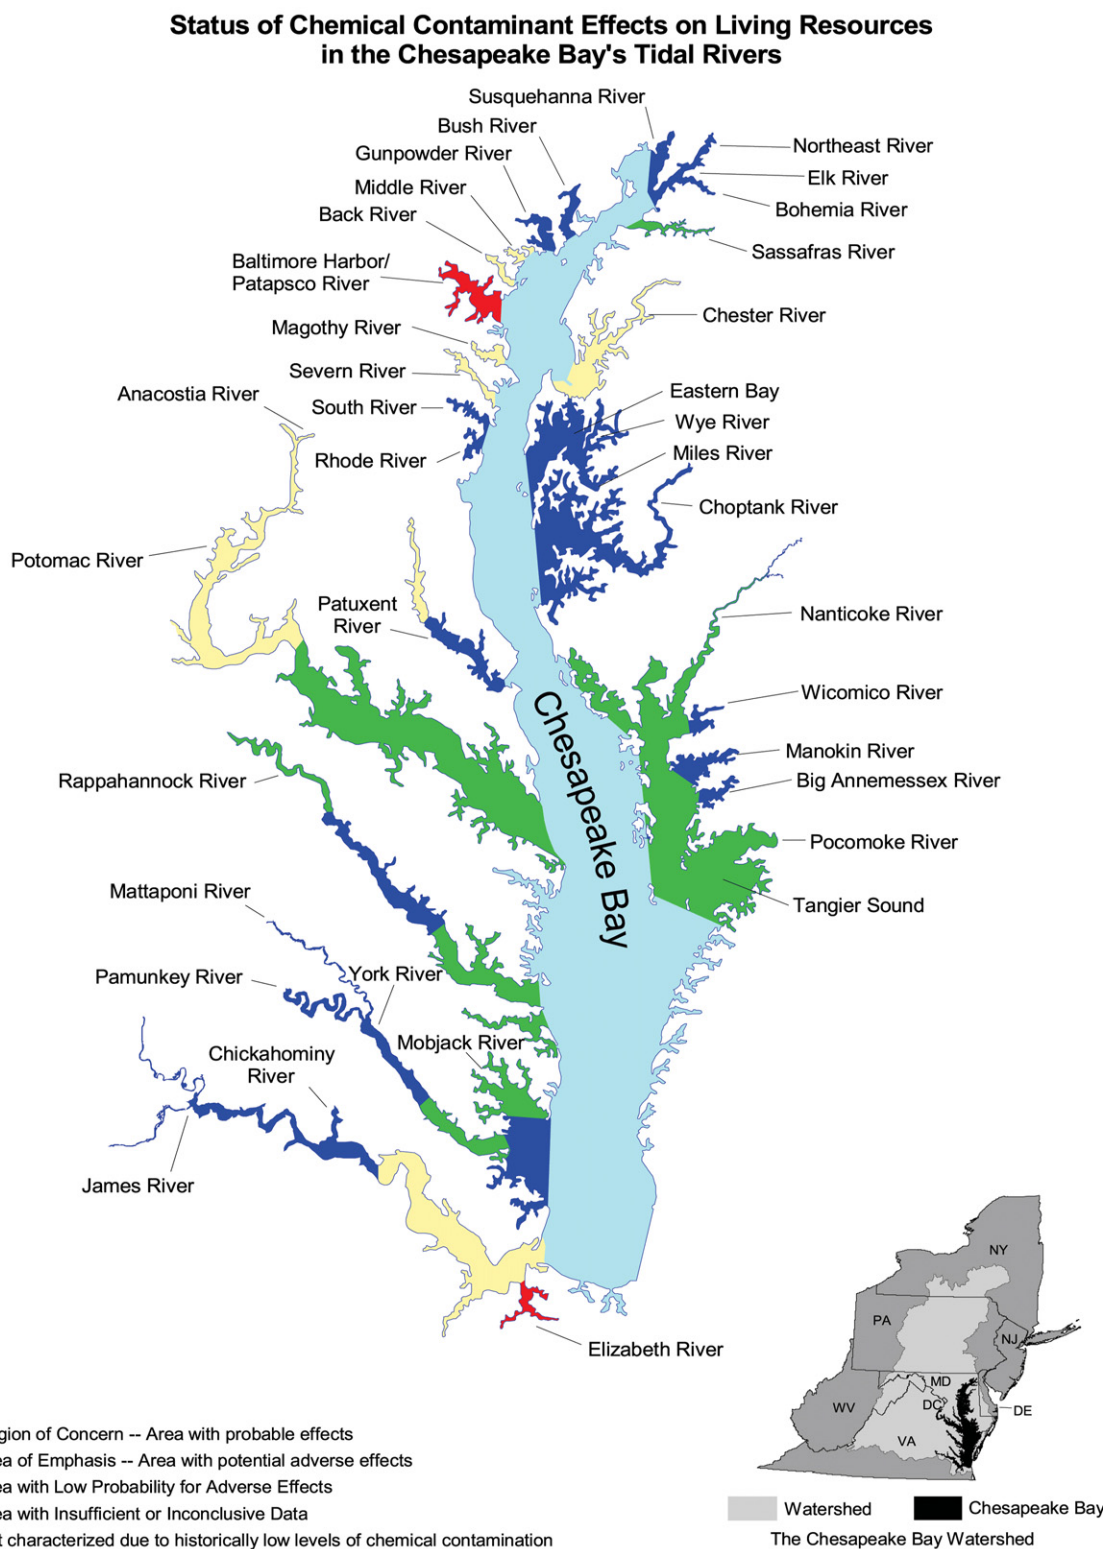 Status of Chemical Contaminant Effects on Living Resources
in the Chesapeake Bay's Tidal Rivers
Susquehanna River
Bush River
Northeast River
Gunpowder River
Elk River
Middle River
Bohemia River
Back River
Sassafras River
Baltimore Harbor/
Patapsco River
Chester River
Magothy River
Severn River
Eastern Bay
Anacostia River
South River
Wye River
Rhode River
Miles River
Choptank River
Potomac River
Patuxent
River
Nanticoke River
Wicomico River
Chesapeake Bay
Manokin River
Rappahannock River
Big Annemessex River
Pocomoke River
Mattaponi River
Tangier Sound
Pamunkey River
York River
Mobjack River
Chickahominy
River
James River
Elizabeth River
NY
PA
NJ
MD
WV
DC
DE
VA
gion of Concern -- Area with probable effects
ea of Emphasis -- Area with potential adverse effects
ea with Low Probability for Adverse Effects
ea with Insufficient or Inconclusive Data
t characterized due to historically low levels of chemical contamination
Watershed
Chesapeake Bay
The Chesapeake Bay Watershed